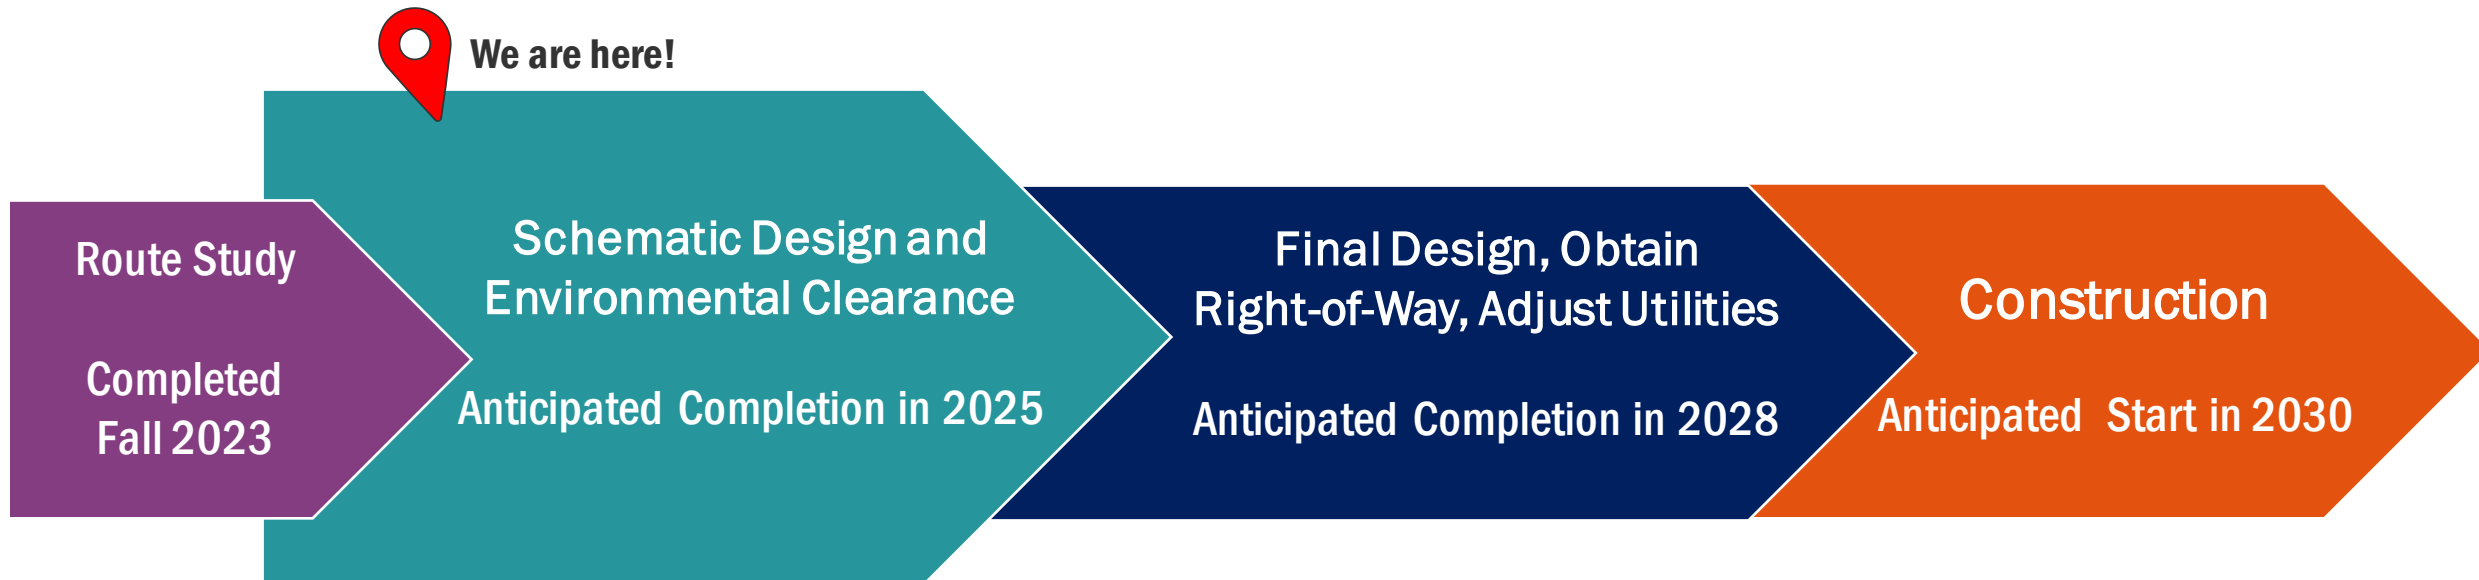 We are here!
Route Study
Completed
Fall 2023
Schematic Design and
Environmental Clearance
Anticipated Completion in 2025
Final Design, Obtain
Right-of-Way, Adjust Utilities
Anticipated Completion in 2028
Construction
Anticipated Start in 2030